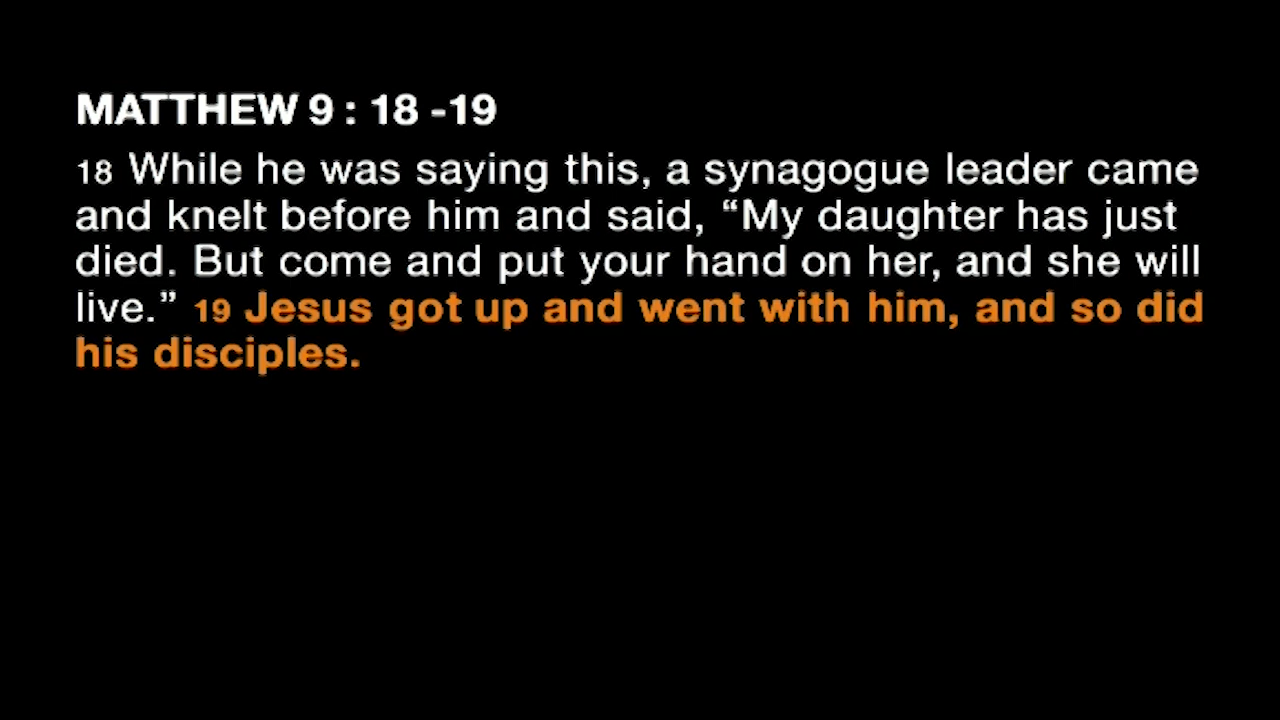 MATTHEW 9 : 18 -19
18 While he was saying this, a synagogue leader came
and knelt before him and said, “My daughter has just
died. But come and put your hand on her, and she will
live.” 19 Jesus got up and went with him, and so did
his disciples.